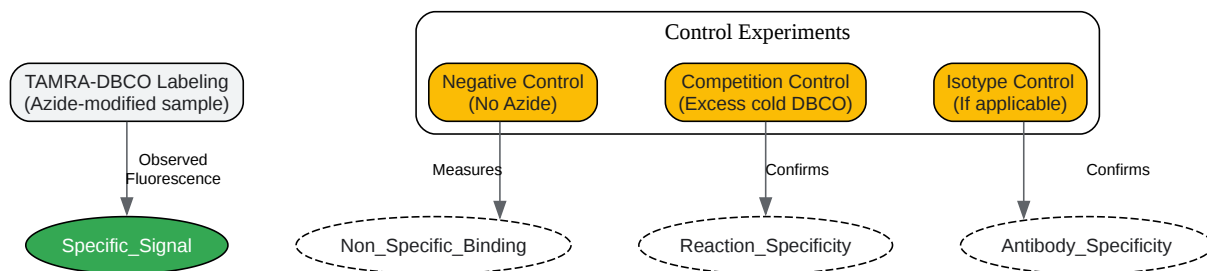 Control Experiments
TAMRA-DBCO Labeling
(Azide-modified sample)
Negative Control
(No Azide)
Competition Control
(Excess cold DBCO)
Isotype Control
(If applicable)
Observed
Fluorescence
Measures
Confirms
Confirms
Specific_Signal
Non_Specific_Binding
Reaction_Specificity
Antibody_Specificity